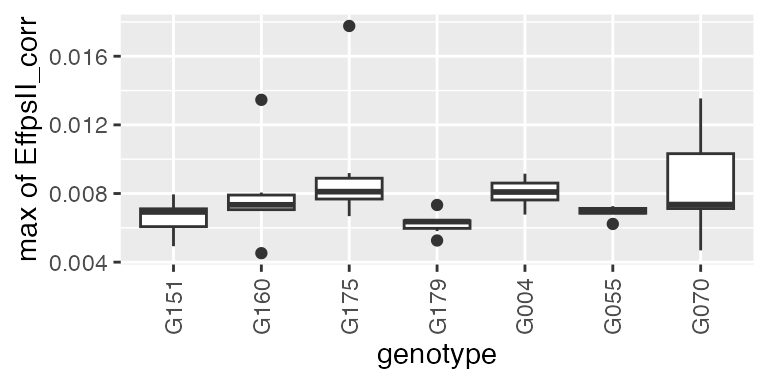 max of EffpsII_corr
0.016
0.012
0.008
0.004
G151
G160
G175
G179
G004
G055
G070
genotype